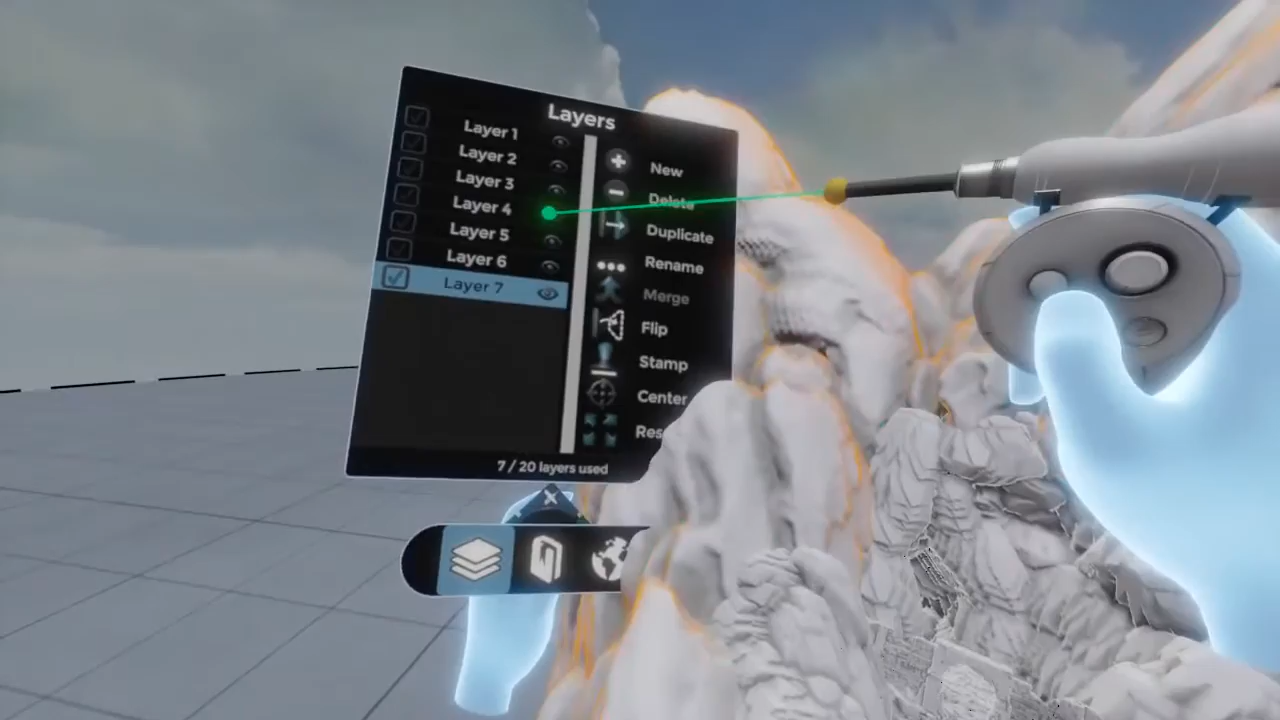 Layers
Layer 1
Layer 2
Layer 3
Layer 4
Layer 5
Layer 6
Layer 7
New
Delete
Duplicate
Rename
Merge
Flip
Stamp
Center
Res
7 / 20 layers used